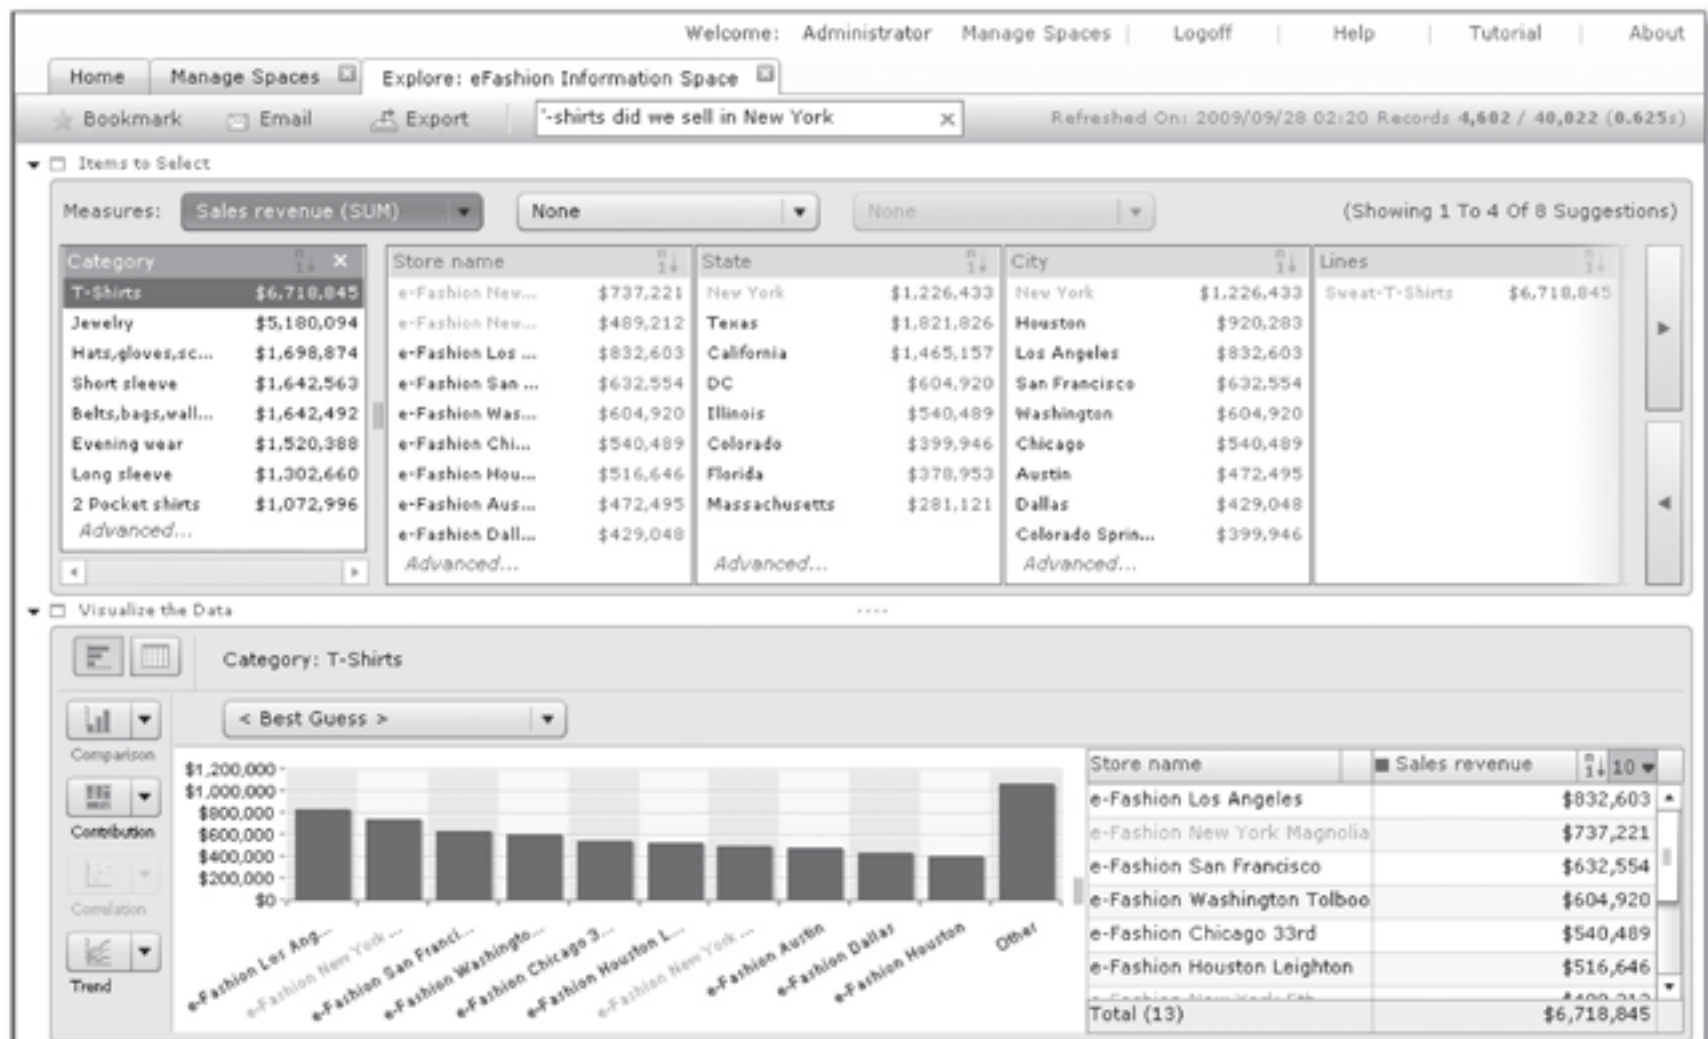 Welcome: Administrator Manage Spaces | Logoff | Help | Tutorial | About
Home Manage Spaces Explore: eFashion Information Space
Bookmark Email Export '-shirts did we sell in New York Refreshed On: 2009/09/28 02:20 Records 4,602 / 40,022 (0.625s)
Items to Select
Measures: Sales revenue (SUM) None None (Showing 1 To 4 Of 8 Suggestions)
Category Store name State City Lines
T-Shirts $6,718,845 e-Fashion New... $737,221 New York $1,226,433 New York $1,226,433 Sweat-T-Shirts $6,718,845
Jewelry $5,180,094 e-Fashion New... $489,212 Texas $1,821,826 Houston $920,283
Hats,gloves,sc... $1,698,874 e-Fashion Los ... $832,603 California $1,465,157 Los Angeles $832,603
Short sleeve $1,642,563 e-Fashion San ... $632,554 DC $604,920 San Francisco $632,554
Belts,bags,wall... $1,642,492 e-Fashion Was... $604,920 Illinois $540,489 Washington $604,920
Evening wear $1,520,388 e-Fashion Chi... $540,489 Colorado $399,946 Chicago $540,489
Long sleeve $1,302,660 e-Fashion Hou... $516,646 Florida $378,953 Austin $472,495
2 Pocket shirts $1,072,996 e-Fashion Aus... $472,495 Massachusetts $281,121 Dallas $429,048
Advanced... e-Fashion Dall... $429,048 Colorado Sprin... $399,946
Advanced... Advanced... Advanced...
Visualize the Data
Category: T-Shirts
< Best Guess >
Comparison
Contribution
Correlation
Trend
$1,200,000
$1,000,000
$800,000
$600,000
$400,000
$200,000
$0
e-Fashion Los Ang...
e-Fashion New York ...
e-Fashion San Franci...
e-Fashion Washingto...
e-Fashion Chicago 3...
e-Fashion Houston L...
e-Fashion New York ...
e-Fashion Austin
e-Fashion Dallas
e-Fashion Houston
Other
Store name Sales revenue 10
e-Fashion Los Angeles $832,603
e-Fashion New York Magnolia $737,221
e-Fashion San Francisco $632,554
e-Fashion Washington Tolboo $604,920
e-Fashion Chicago 33rd $540,489
e-Fashion Houston Leighton $516,646
e-Fashion New York 5th $489,212
Total (13) $6,718,845